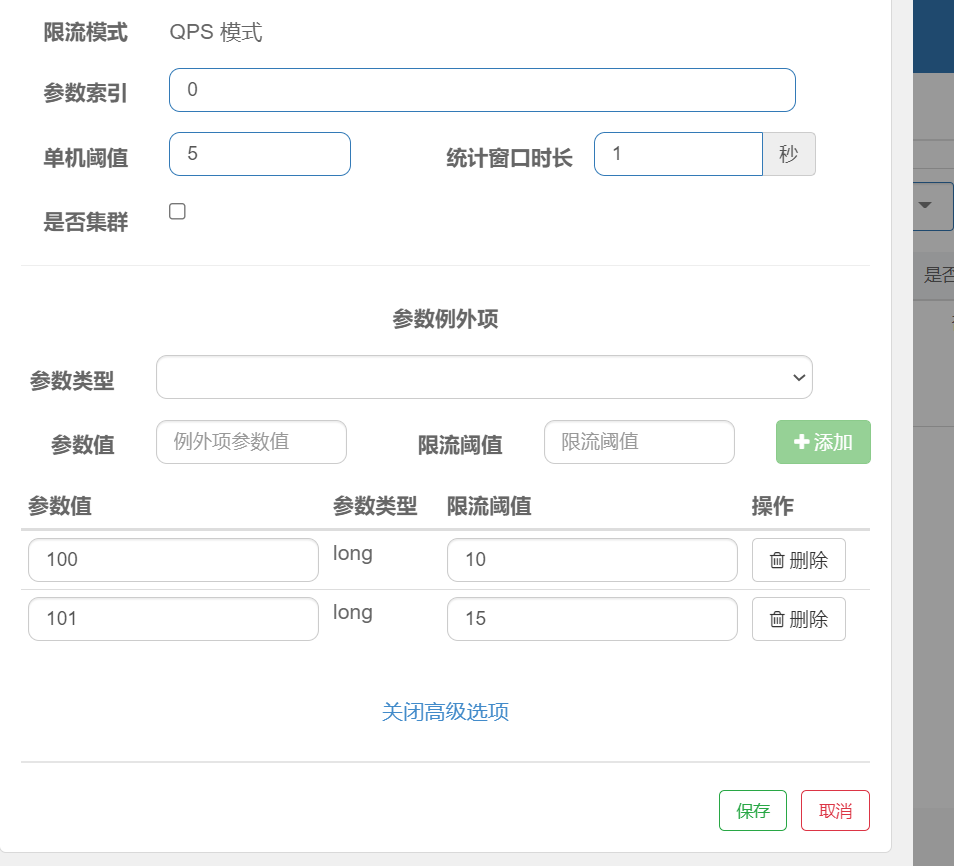 限流模式 QPS 模式
参数索引 0
单机阈值 5 统计窗口时长 1 秒
是否集群
是否
参数例外项
参数类型
参数值 例外项参数值 限流阈值 限流阈值 添加
参数值 参数类型 限流阈值 操作
100 long 10 删除
101 long 15 删除
关闭高级选项
保存 取消